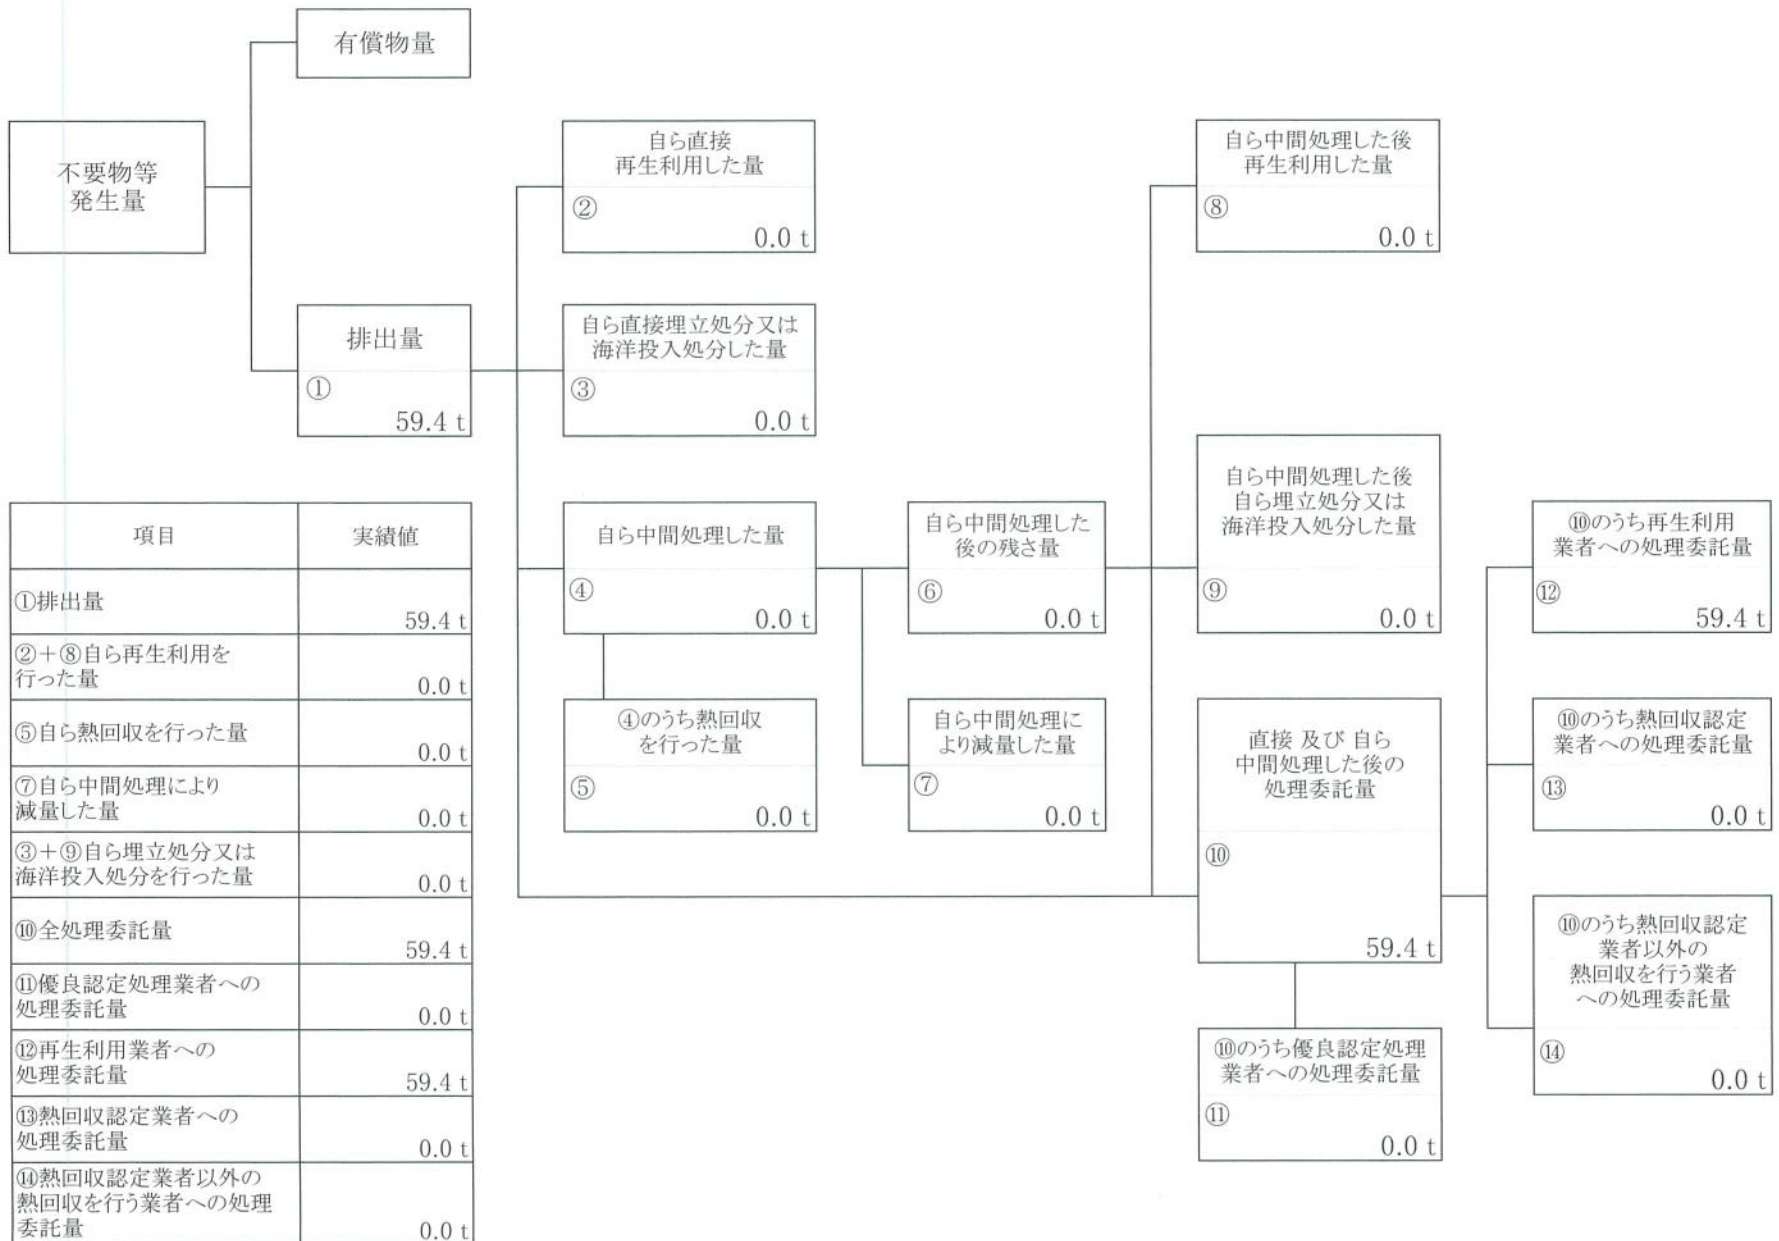 有償物量
不要物等
発生量
排出量
①
59.4 t
自ら直接
再生利用した量
②
0.0 t
自ら直接埋立処分又は
海洋投入処分した量
③
0.0 t
自ら中間処理した量
④
0.0 t
④のうち熱回収
を行った量
⑤
0.0 t
自ら中間処理した
後の残さ量
⑥
0.0 t
自ら中間処理に
より減量した量
⑦
0.0 t
自ら中間処理した後
再生利用した量
⑧
0.0 t
自ら中間処理した後
自ら埋立処分又は
海洋投入処分した量
⑨
0.0 t
直接 及び 自ら
中間処理した後の
処理委託量
⑩
59.4 t
⑩のうち優良認定処理
業者への処理委託量
⑪
0.0 t
⑩のうち再生利用
業者への処理委託量
⑫
59.4 t
⑩のうち熱回収認定
業者への処理委託量
⑬
0.0 t
⑩のうち熱回収認定
業者以外の
熱回収を行う業者
への処理委託量
⑭
0.0 t
項目 実績値
①排出量
59.4 t
②+⑧自ら再生利用を
行った量
0.0 t
⑤自ら熱回収を行った量
0.0 t
⑦自ら中間処理により
減量した量
0.0 t
③+⑨自ら埋立処分又は
海洋投入処分を行った量
0.0 t
⑩全処理委託量
59.4 t
⑪優良認定処理業者への
処理委託量
0.0 t
⑫再生利用業者への
処理委託量
59.4 t
⑬熱回収認定業者への
処理委託量
0.0 t
⑭熱回収認定業者以外の
熱回収を行う業者への処理
委託量
0.0 t